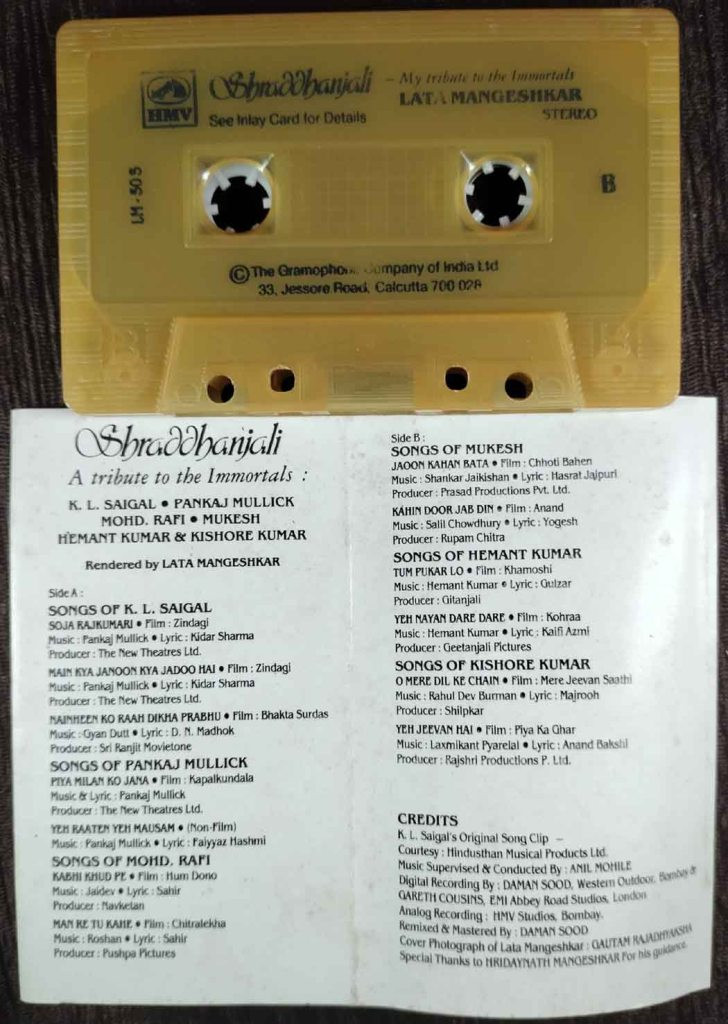 HMV
Shraddhanjali – My tribute to the Immortals
LATA MANGESHKAR
See Inlay Card for Details
STEREO
LM-505
B
© The Gramophone Company of India Ltd
33, Jessore Road, Calcutta 700 028
Shraddhanjali
A tribute to the Immortals :
K. L. SAIGAL • PANKAJ MULLICK
MOHD. RAFI • MUKESH
HEMANT KUMAR & KISHORE KUMAR
Rendered by LATA MANGESHKAR
Side A :
SONGS OF K. L. SAIGAL
SOJA RAJKUMARI • Film : Zindagi
Music : Pankaj Mullick • Lyric : Kidar Sharma
Producer : The New Theatres Ltd.
MAIN KYA JANOON KYA JADOO HAI • Film : Zindagi
Music : Pankaj Mullick • Lyric : Kidar Sharma
Producer : The New Theatres Ltd.
NAINHEEN KO RAAH DIKHA PRABHU • Film : Bhakta Surdas
Music : Gyan Dutt • Lyric : D. N. Madhok
Producer : Sri Ranjit Movietone
SONGS OF PANKAJ MULLICK
PIYA MILAN KO JANA • Film : Kapalkundala
Music & Lyric : Pankaj Mullick
Producer : The New Theatres Ltd.
YEH RAATEN YEH MAUSAM • (Non-Film)
Music : Pankaj Mullick • Lyric : Faiyyaz Hashmi
SONGS OF MOHD. RAFI
KABHI KHUD PE • Film : Hum Dono
Music : Jaidev • Lyric : Sahir
Producer : Navketan
MAN RE TU KAHE • Film : Chitralekha
Music : Roshan • Lyric : Sahir
Producer : Pushpa Pictures
Side B :
SONGS OF MUKESH
JAOON KAHAN BATA • Film : Chhoti Bahen
Music : Shankar Jaikishan • Lyric : Hasrat Jaipuri
Producer : Prasad Productions Pvt. Ltd.
KAHIN DOOR JAB DIN • Film : Anand
Music : Salil Chowdhury • Lyric : Yogesh
Producer : Rupam Chitra
SONGS OF HEMANT KUMAR
TUM PUKAR LO • Film : Khamoshi
Music : Hemant Kumar • Lyric : Gulzar
Producer : Gitanjali
YEH NAYAN DARE DARE • Film : Kohraa
Music : Hemant Kumar • Lyric : Kaifi Azmi
Producer : Geetanjali Pictures
SONGS OF KISHORE KUMAR
O MERE DIL KE CHAIN • Film : Mere Jeevan Saathi
Music : Rahul Dev Burman • Lyric : Majrooh
Producer : Shilpkar
YEH JEEVAN HAI • Film : Piya Ka Ghar
Music : Laxmikant Pyarelal • Lyric : Anand Bakshi
Producer : Rajshri Productions P. Ltd.
CREDITS
K. L. Saigal's Original Song Clip –
Courtesy : Hindusthan Musical Products Ltd.
Music Supervised & Conducted By : ANIL MOHILE
Digital Recording By : DAMAN SOOD, Western Outdoor, Bombay &
GARETH COUSINS, EMI Abbey Road Studios, London
Analog Recording : HMV Studios, Bombay.
Remixed & Mastered By : DAMAN SOOD
Cover Photograph of Lata Mangeshkar : GAUTAM RAJADHYAKSHA
Special Thanks to HRIDAYNATH MANGESHKAR For his guidance.